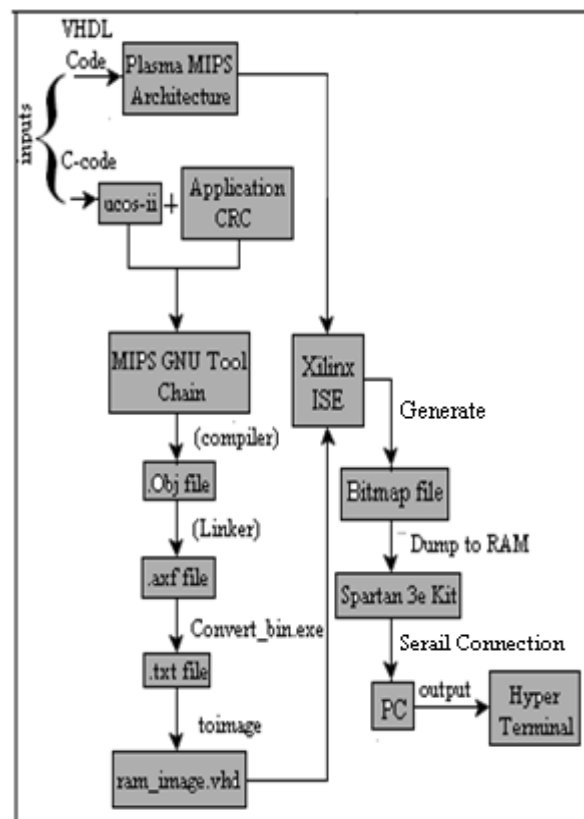 VHDL
Code
Plasma MIPS
Architecture
inputs
C-code
ucos-ii
+
Application
CRC
MIPS GNU Tool
Chain
Xilinx
ISE
(compiler)
Generate
.Obj file
Bitmap file
(Linker)
Dump to RAM
.axf file
Spartan 3e Kit
Convert_bin.exe
Serail Connection
.txt file
PC
output
Hyper
Terminal
toimage
ram_image.vhd